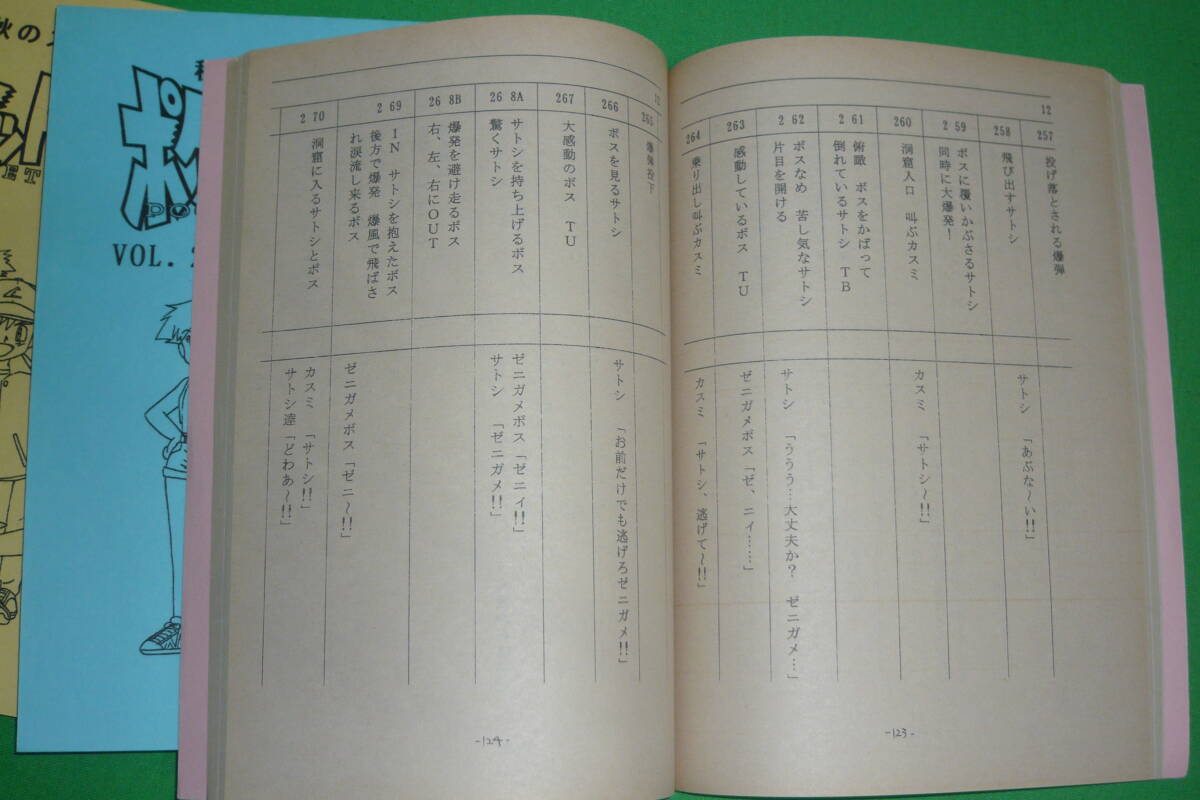 12
257
投げ落とされる爆弾
258
飛び出すサトシ
サトシ 「あぶな〜い!!」
2 59
ボスに覆いかぶさるサトシ
同時に大爆発!
260
洞窟入口 叫ぶカスミ
カスミ 「サトシ〜!!」
2 61
俯瞰 ボスをかばって
倒れているサトシ TB
2 62
ボスなめ 苦し気なサトシ
片目を開ける
サトシ 「ううう…大丈夫か? ゼニガメ…」
263
感動しているボス TU
ゼニガメボス「ゼ、ニィ……」
264
乗り出し叫ぶカスミ
カスミ 「サトシ、逃げて〜!!」
-123-
12
265
爆弾投下
266
ボスを見るサトシ
サトシ 「お前だけでも逃げろゼニガメ!!」
267
大感動のボス TU
26 8A
サトシを持ち上げるボス
驚くサトシ
ゼニガメボス「ゼニィ!!」
サトシ 「ゼニガメ!!」
26 8B
爆発を避け走るボス
右、左、右にOUT
2 69
IN サトシを抱えたボス
後方で爆発 爆風で飛ばさ
れ涙流し来るボス
ゼニガメボス「ゼニ〜!!」
2 70
洞窟に入るサトシとボス
カスミ 「サトシ!!」
サトシ達「どわあ〜!!」
-124-
VOL.
秋の